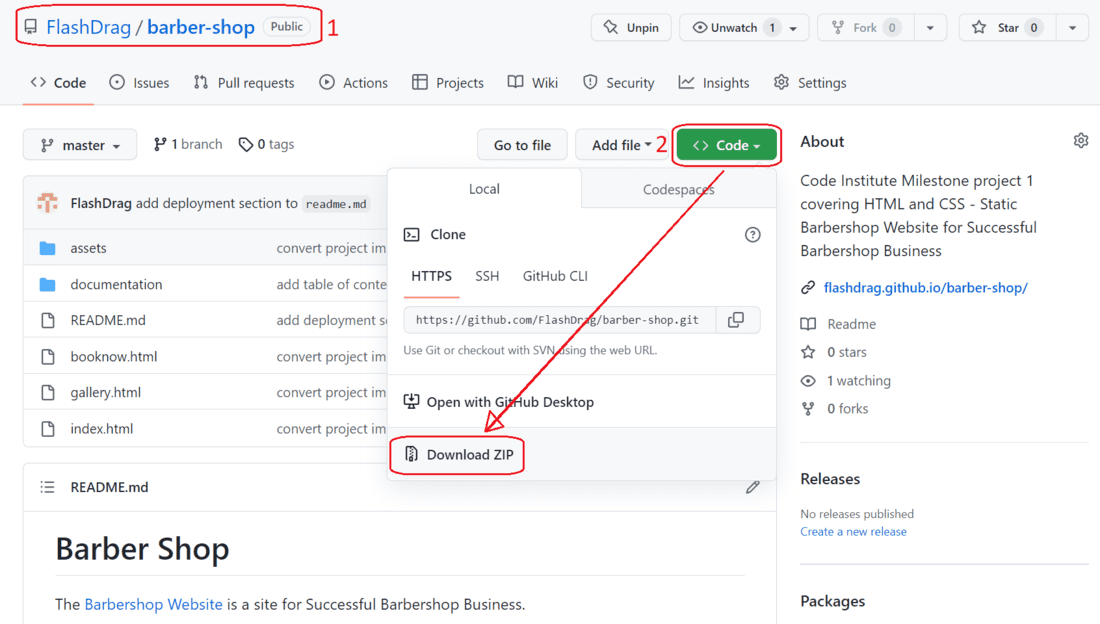 FlashDrag / barber-shop Public 1
Unpin
Unwatch 1
Fork 0
Star 0
Code
Issues
Pull requests
Actions
Projects
Wiki
Security
Insights
Settings
master
1 branch
0 tags
Go to file
Add file
2
Code
FlashDrag add deployment section to readme.md
assets convert project im
documentation add table of conte
README.md add deployment se
booknow.html convert project im
gallery.html convert project im
index.html convert project im
Local
Codespaces
Clone
HTTPS SSH GitHub CLI
https://github.com/FlashDrag/barber-shop.git
Use Git or checkout with SVN using the web URL.
Open with GitHub Desktop
Download ZIP
README.md
Barber Shop
The Barbershop Website is a site for Successful Barbershop Business.
About
Code Institute Milestone project 1
covering HTML and CSS - Static
Barbershop Website for Successful
Barbershop Business
flashdrag.github.io/barber-shop/
Readme
0 stars
1 watching
0 forks
Releases
No releases published
Create a new release
Packages